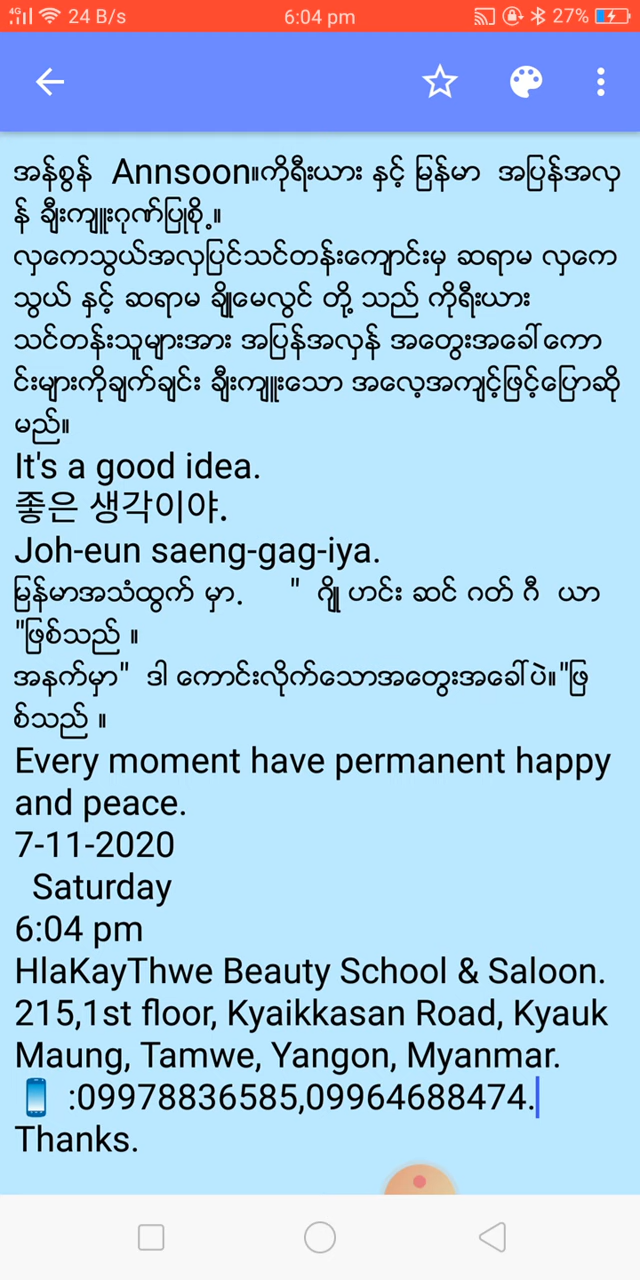 4G 24 B/s 6:04 pm 27%
အန်စွန် Annsoon။ကိုရီးယား နှင့် မြန်မာ အပြန်အလှ
န် ချီးကျူးဂုဏ်ပြုစို့.။
လှကေသွယ်အလှပြင်သင်တန်းကျောင်းမှ ဆရာမ လှကေ
သွယ် နှင့် ဆရာမ ချိုမေလွင် တို့ သည် ကိုရီးယား
သင်တန်းသူများအား အပြန်အလှန် အတွေးအခေါ်ကော
င်းများကိုချက်ချင်း ချီးကျူးသော အလေ့အကျင့်ဖြင့်ပြောဆို
မည်။
It's a good idea.
좋은 생각이야.
Joh-eun saeng-gag-iya.
မြန်မာအသံထွက် မှာ. " ဂျို ဟင်း ဆင် ဂတ် ဂီ ယာ
"ဖြစ်သည် ။
အနက်မှာ" ဒါ ကောင်းလိုက်သောအတွေးအခေါ်ပဲ။"ဖြ
စ်သည် ။
Every moment have permanent happy
and peace.
7-11-2020
Saturday
6:04 pm
HlaKayThwe Beauty School & Saloon.
215,1st floor, Kyaikkasan Road, Kyauk
Maung, Tamwe, Yangon, Myanmar.
📱 :09978836585,09964688474.
Thanks.